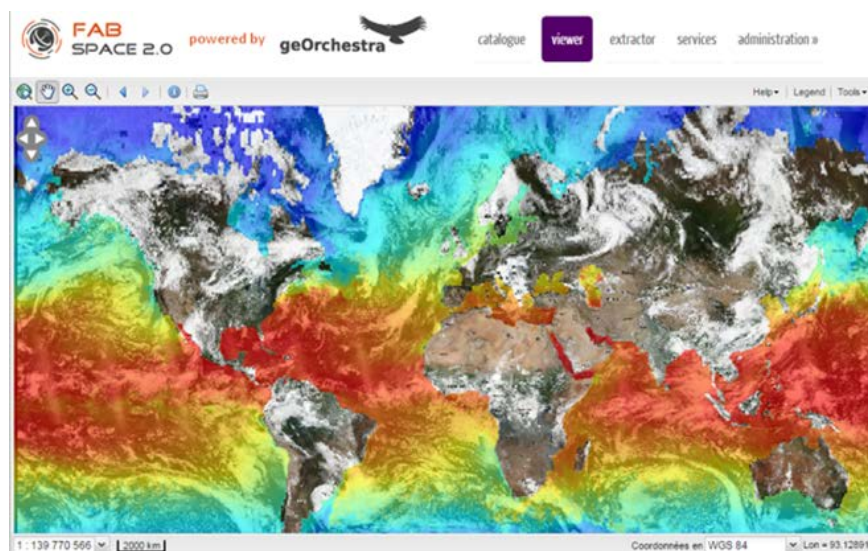 FAB
SPACE 2.0
powered by
geOrchestra
catalogue viewer extractor services administration »
Help Legend Tools
1 : 139 770 566 2000 km Coordonnées en WGS 84 Lon = 93.1289